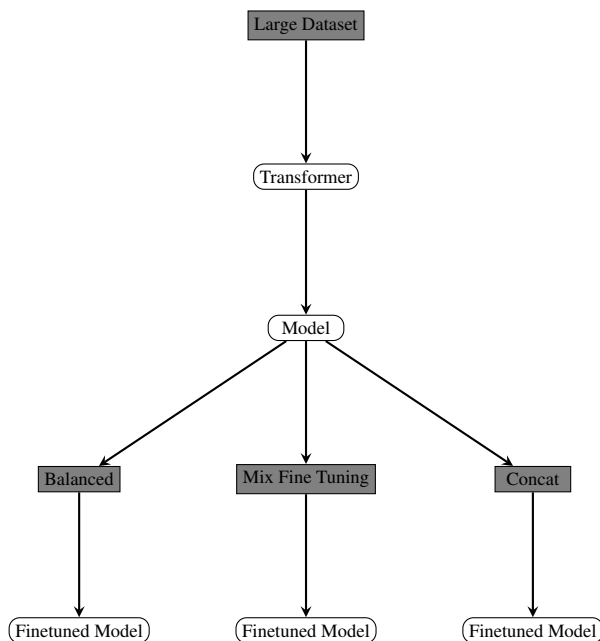 Large Dataset
Transformer
Model
Balanced
Mix Fine Tuning
Concat
Finetuned Model
Finetuned Model
Finetuned Model